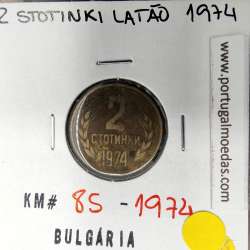 2 STOTINKI LATÃO 1974
www.portugalmoedas.com
2
СТОТИНКИ
1974
KM# 85 - 1974
BULGÁRIA